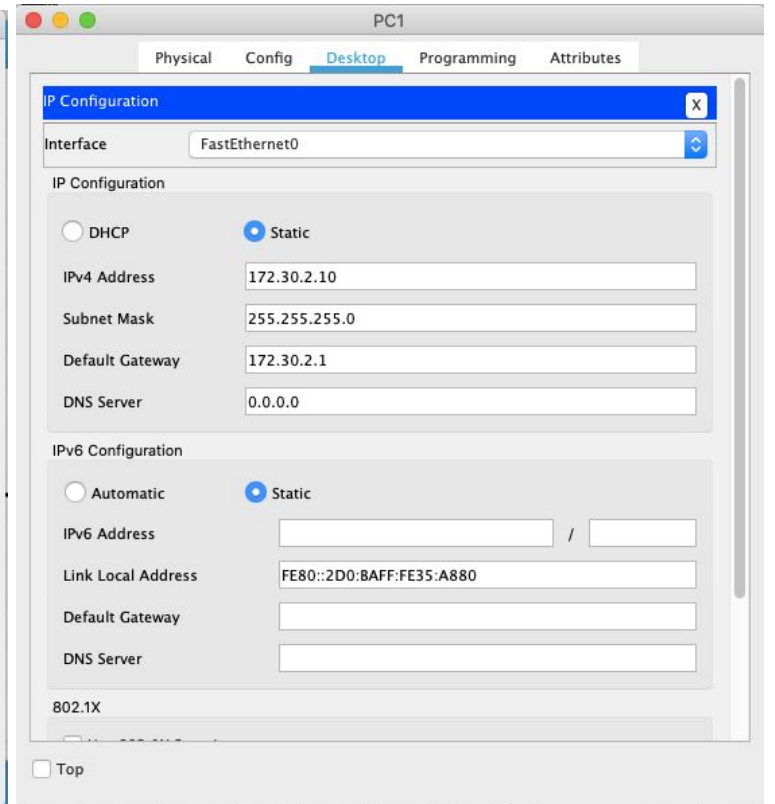 PC1
Physical Config Desktop Programming Attributes
IP Configuration X
Interface FastEthernet0
IP Configuration
DHCP Static
IPv4 Address 172.30.2.10
Subnet Mask 255.255.255.0
Default Gateway 172.30.2.1
DNS Server 0.0.0.0
IPv6 Configuration
Automatic Static
IPv6 Address /
Link Local Address FE80::2D0:BAFF:FE35:A880
Default Gateway
DNS Server
802.1X
Top